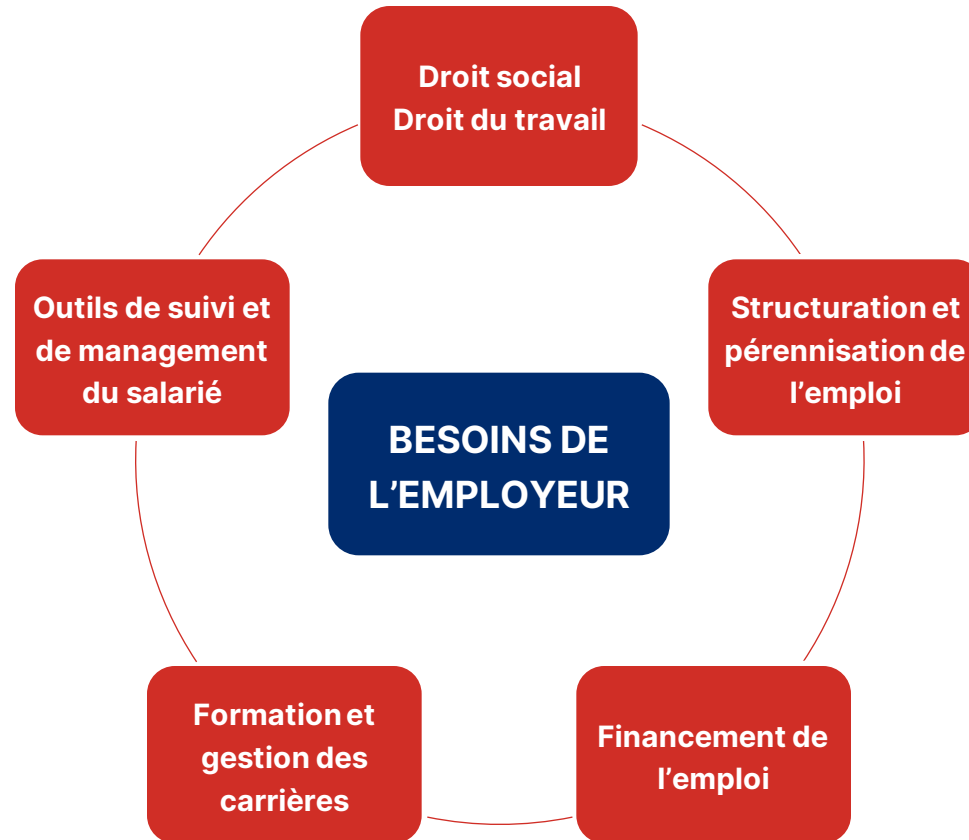 Droit social
Droit du travail
Structuration et
pérennisation de
l’emploi
Financement de
l’emploi
Formation et
gestion des
carrières
Outils de suivi et
de management
du salarié
BESOINS DE
L’EMPLOYEUR